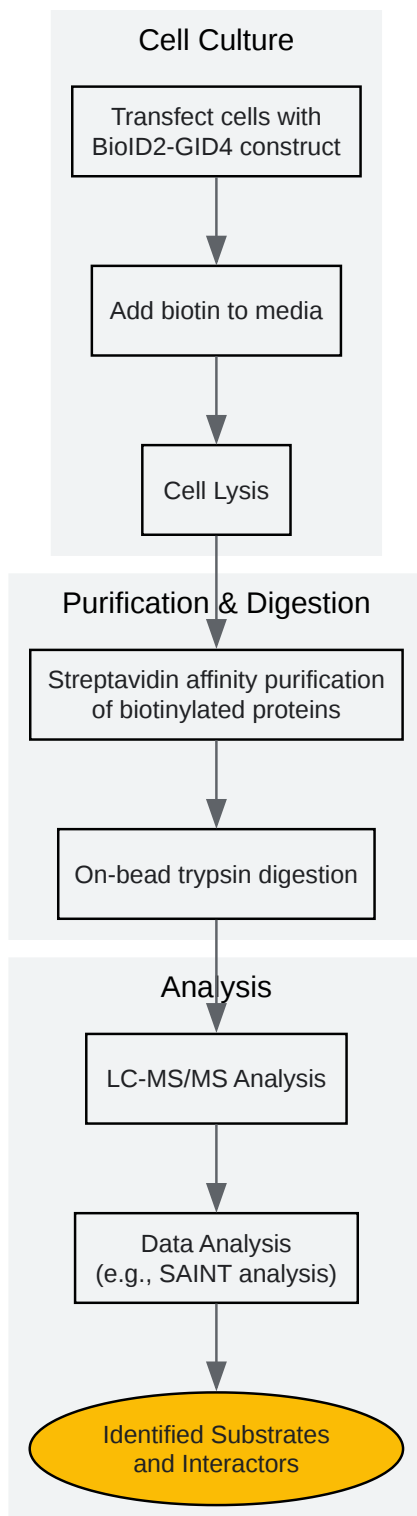 Cell Culture
Transfect cells with
BioID2-GID4 construct
Add biotin to media
Cell Lysis
Purification & Digestion
Streptavidin affinity purification
of biotinylated proteins
On-bead trypsin digestion
Analysis
LC-MS/MS Analysis
Data Analysis
(e.g., SAINT analysis)
Identified Substrates
and Interactors